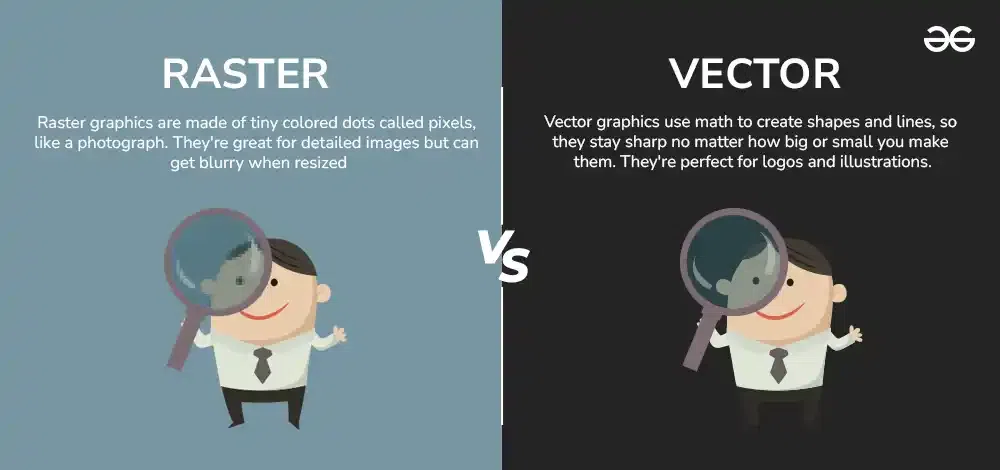 RASTER
Raster graphics are made of tiny colored dots called pixels,
like a photograph. They're great for detailed images but can
get blurry when resized
VS
VECTOR
Vector graphics use math to create shapes and lines, so
they stay sharp no matter how big or small you make
them. They're perfect for logos and illustrations.